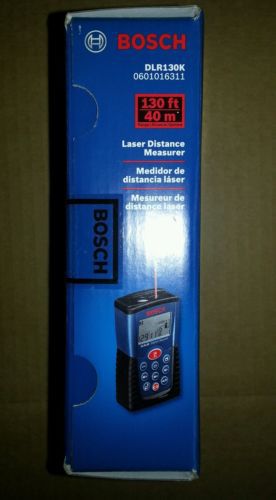 BOSCH
DLR130K
0601016311
130 ft
40 m
Laser Distance
Measurer
Medidor de
distancia láser
Mesureur de
distance laser
BOSCH
BOSCH